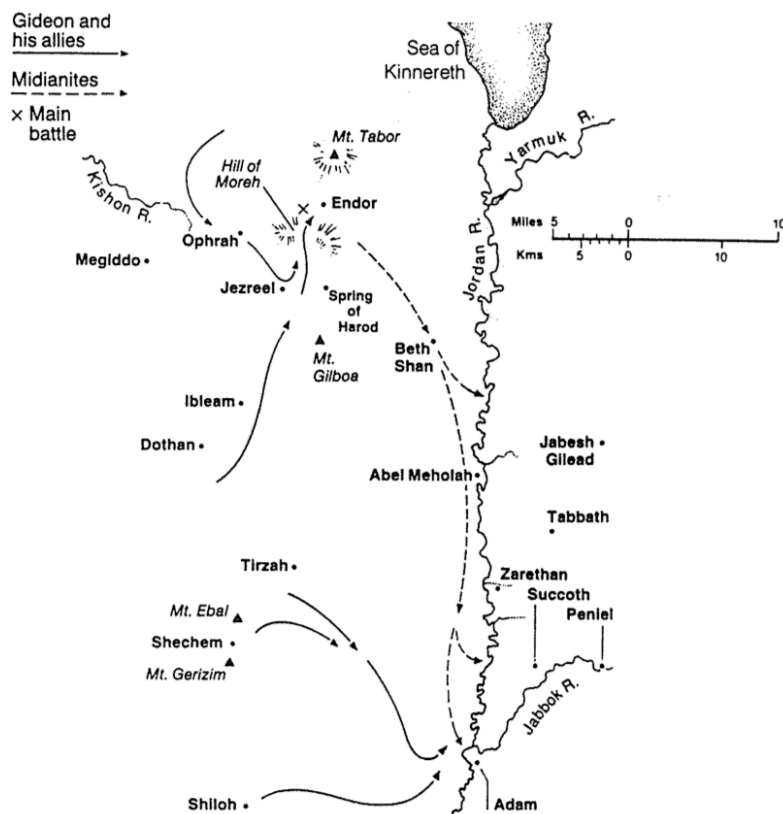 Gideon and
his allies
Midianites
× Main
battle
Sea of
Kinnereth
Mt. Tabor
Yarmuk R.
Hill of
Moreh
Kishon R.
Endor
Ophrah
Miles 5 0 10
Kms 5 0 10
Megiddo
Jordan R.
Jezreel
Spring
of
Harod
Mt.
Gilboa
Beth
Shan
Ibleam
Dothan
Jabesh
Gilead
Abel Meholah
Tabbath
Tirzah
Zarethan
Succoth
Peniel
Mt. Ebal
Shechem
Mt. Gerizim
Jabbok R.
Shiloh
Adam